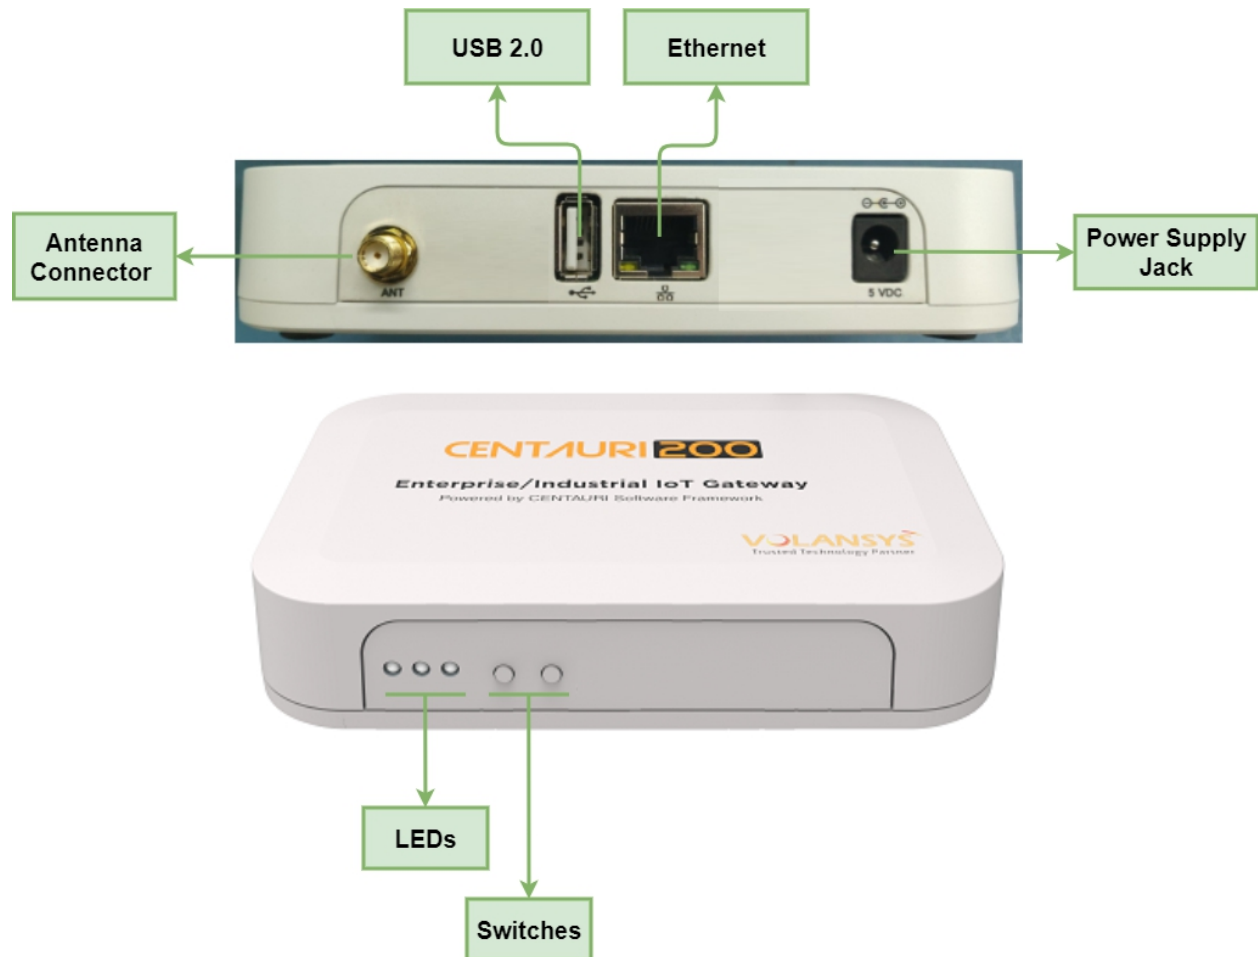 USB 2.0
Ethernet
Antenna
Connector
Power Supply
Jack
ANT
5 VDC
CENTAURI 200
Enterprise/Industrial IoT Gateway
Powered by CENTAURI Software Framework
VOLANSYS
Trusted Technology Partner
LEDs
Switches